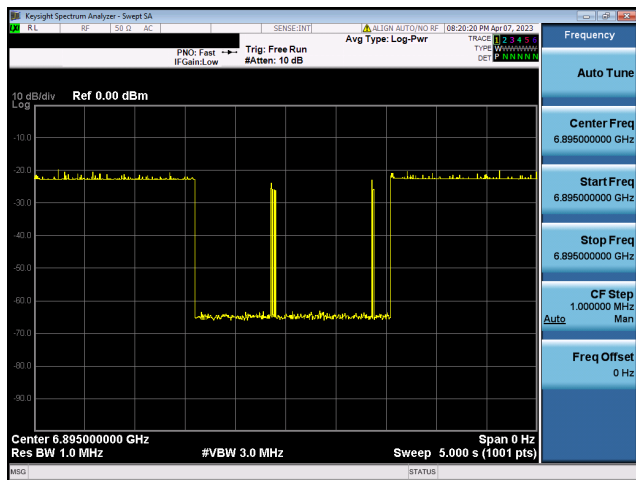 Keysight Spectrum Analyzer - Swept SA
RL RF 50 Ω AC SENSE:INT ALIGN AUTO/NO RF 08:20:20 PM Apr 07, 2023
Avg Type: Log-Pwr
TRACE 1 2 3 4 5 6
TYPE
DET P N N N N N
PNO: Fast
IFGain:Low
Trig: Free Run
#Atten: 10 dB
10 dB/div
Log
Ref 0.00 dBm
-10.0
-20.0
-30.0
-40.0
-50.0
-60.0
-70.0
-80.0
-90.0
Center 6.895000000 GHz
Span 0 Hz
Res BW 1.0 MHz
#VBW 3.0 MHz
Sweep 5.000 s (1001 pts)
MSG
STATUS
Frequency
Auto Tune
Center Freq
6.895000000 GHz
Start Freq
6.895000000 GHz
Stop Freq
6.895000000 GHz
CF Step
1.000000 MHz
Auto Man
Freq Offset
0 Hz